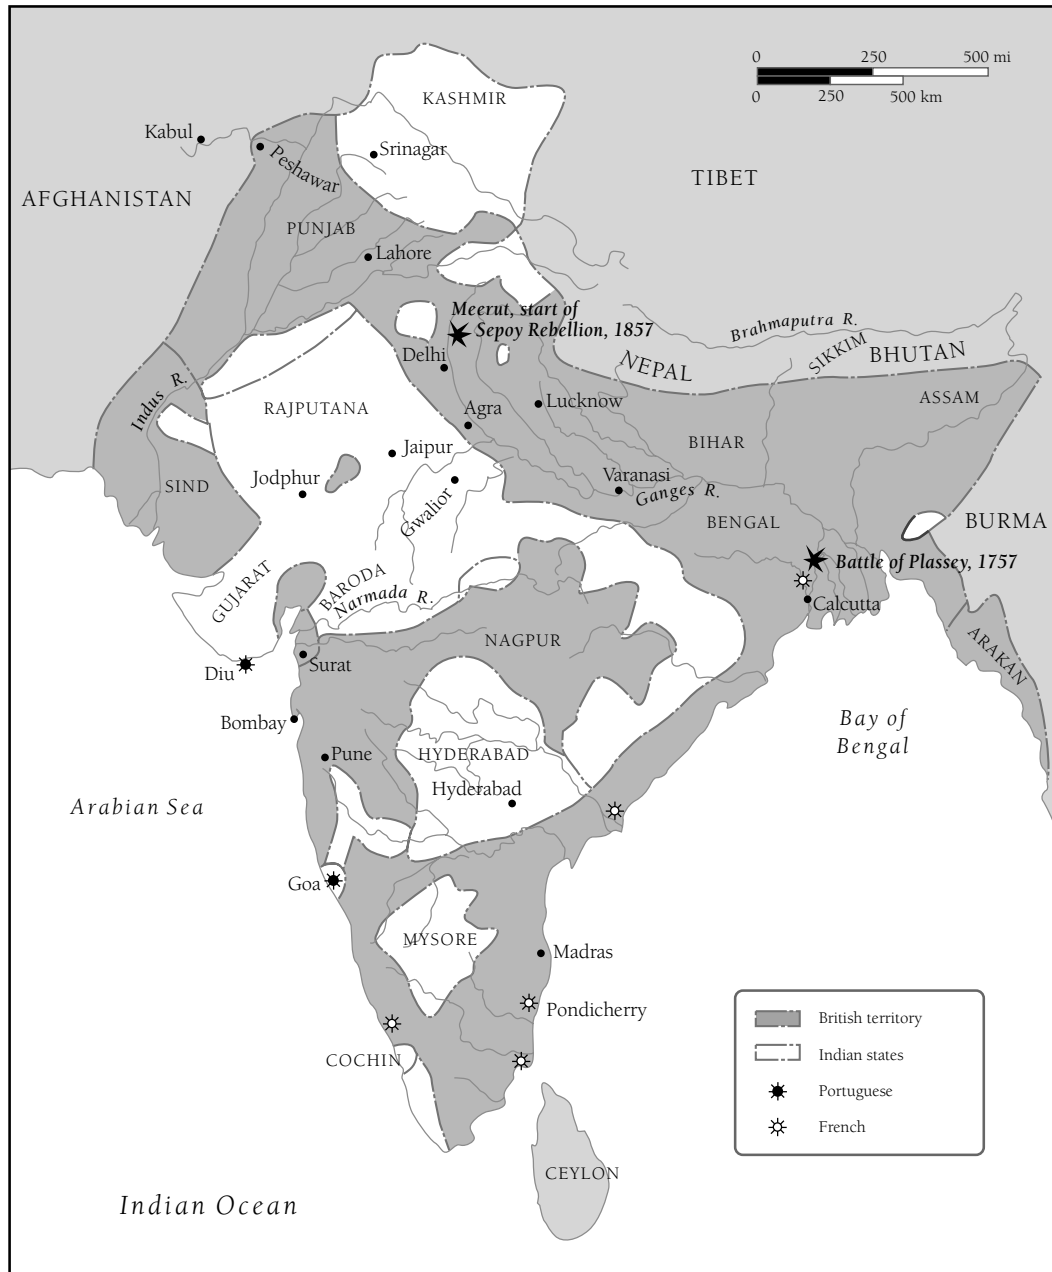 0 250 500 mi
0 250 500 km
KASHMIR
Kabul
Srinagar
Peshawar
TIBET
AFGHANISTAN
PUNJAB
Lahore
Meerut, start of
Sepoy Rebellion, 1857
Brahmaputra R.
Delhi
NEPAL
SIKKIM
BHUTAN
Indus R.
RAJPUTANA
Agra
Lucknow
ASSAM
BIHAR
Jaipur
Jodphur
SIND
Gwalior
Varanasi
Ganges R.
BENGAL
BURMA
Battle of Plassey, 1757
GUJARAT
BARODA
Narmada R.
Calcutta
NAGPUR
ARAKAN
Diu
Surat
Bombay
Bay of
Bengal
Pune
HYDERABAD
Hyderabad
Arabian Sea
Goa
MYSORE
Madras
Pondicherry
COCHIN
British territory
Indian states
Portuguese
French
CEYLON
Indian Ocean